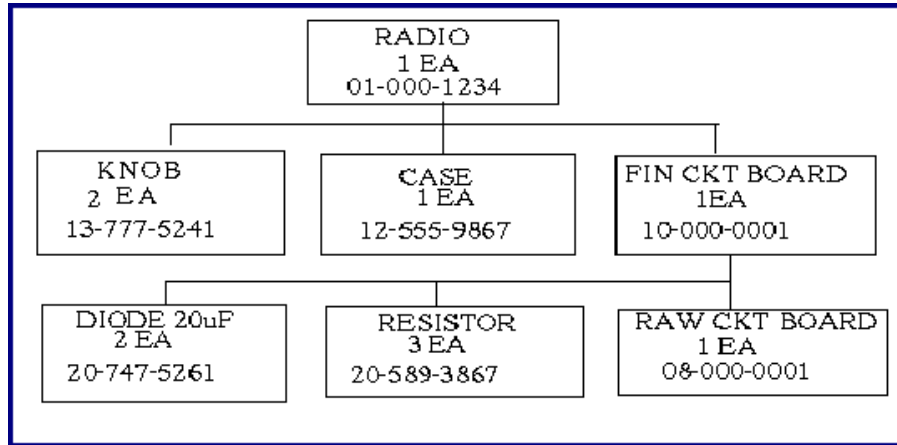 RADIO
1 EA
01-000-1234
KNOB
2 EA
13-777-5241
CASE
1 EA
12-555-9867
FIN CKT BOARD
1EA
10-000-0001
DIODE 20uF
2 EA
20-747-5261
RESISTOR
3 EA
20-589-3867
RAW CKT BOARD
1 EA
08-000-0001